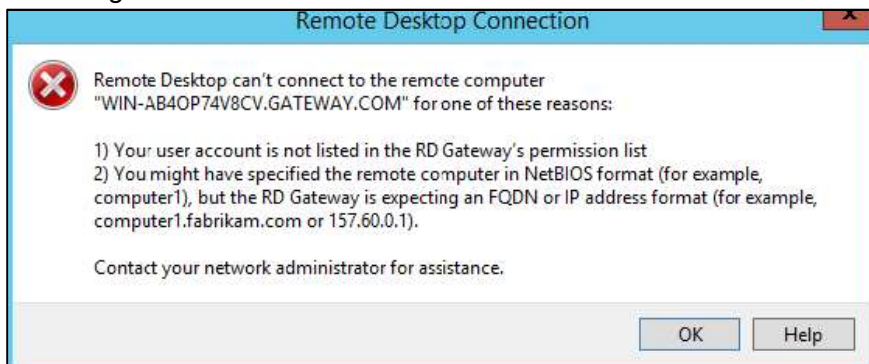 Remote Desktop Connection
x
Remote Desktop can't connect to the remote computer
"WIN-AB4OP74V8CV.GATEWAY.COM" for one of these reasons:
1) Your user account is not listed in the RD Gateway's permission list
2) You might have specified the remote computer in NetBIOS format (for example,
computer1), but the RD Gateway is expecting an FQDN or IP address format (for example,
computer1.fabrikam.com or 157.60.0.1).
Contact your network administrator for assistance.
OK
Help